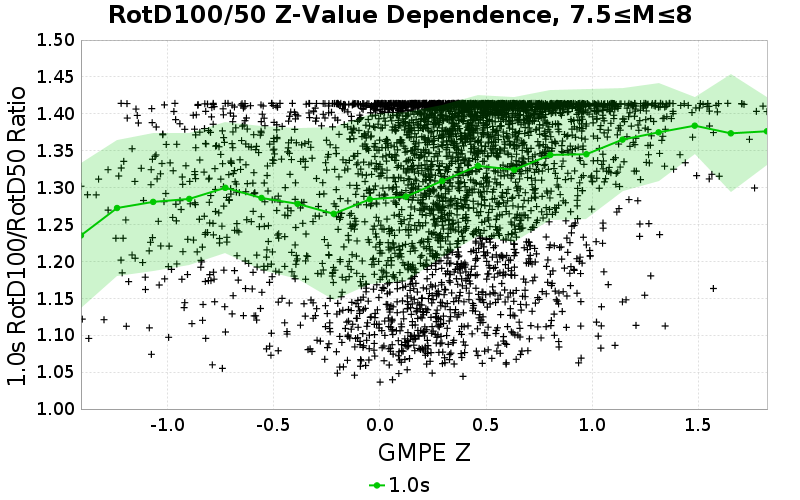 RotD100/50 Z-Value Dependence, 7.5≤M≤8
1.50
1.45
1.40
1.35
1.30
1.25
1.20
1.15
1.10
1.05
1.00
1.0s RotD100/RotD50 Ratio
-1.0 -0.5 0.0 0.5 1.0 1.5
GMPE Z
1.0s